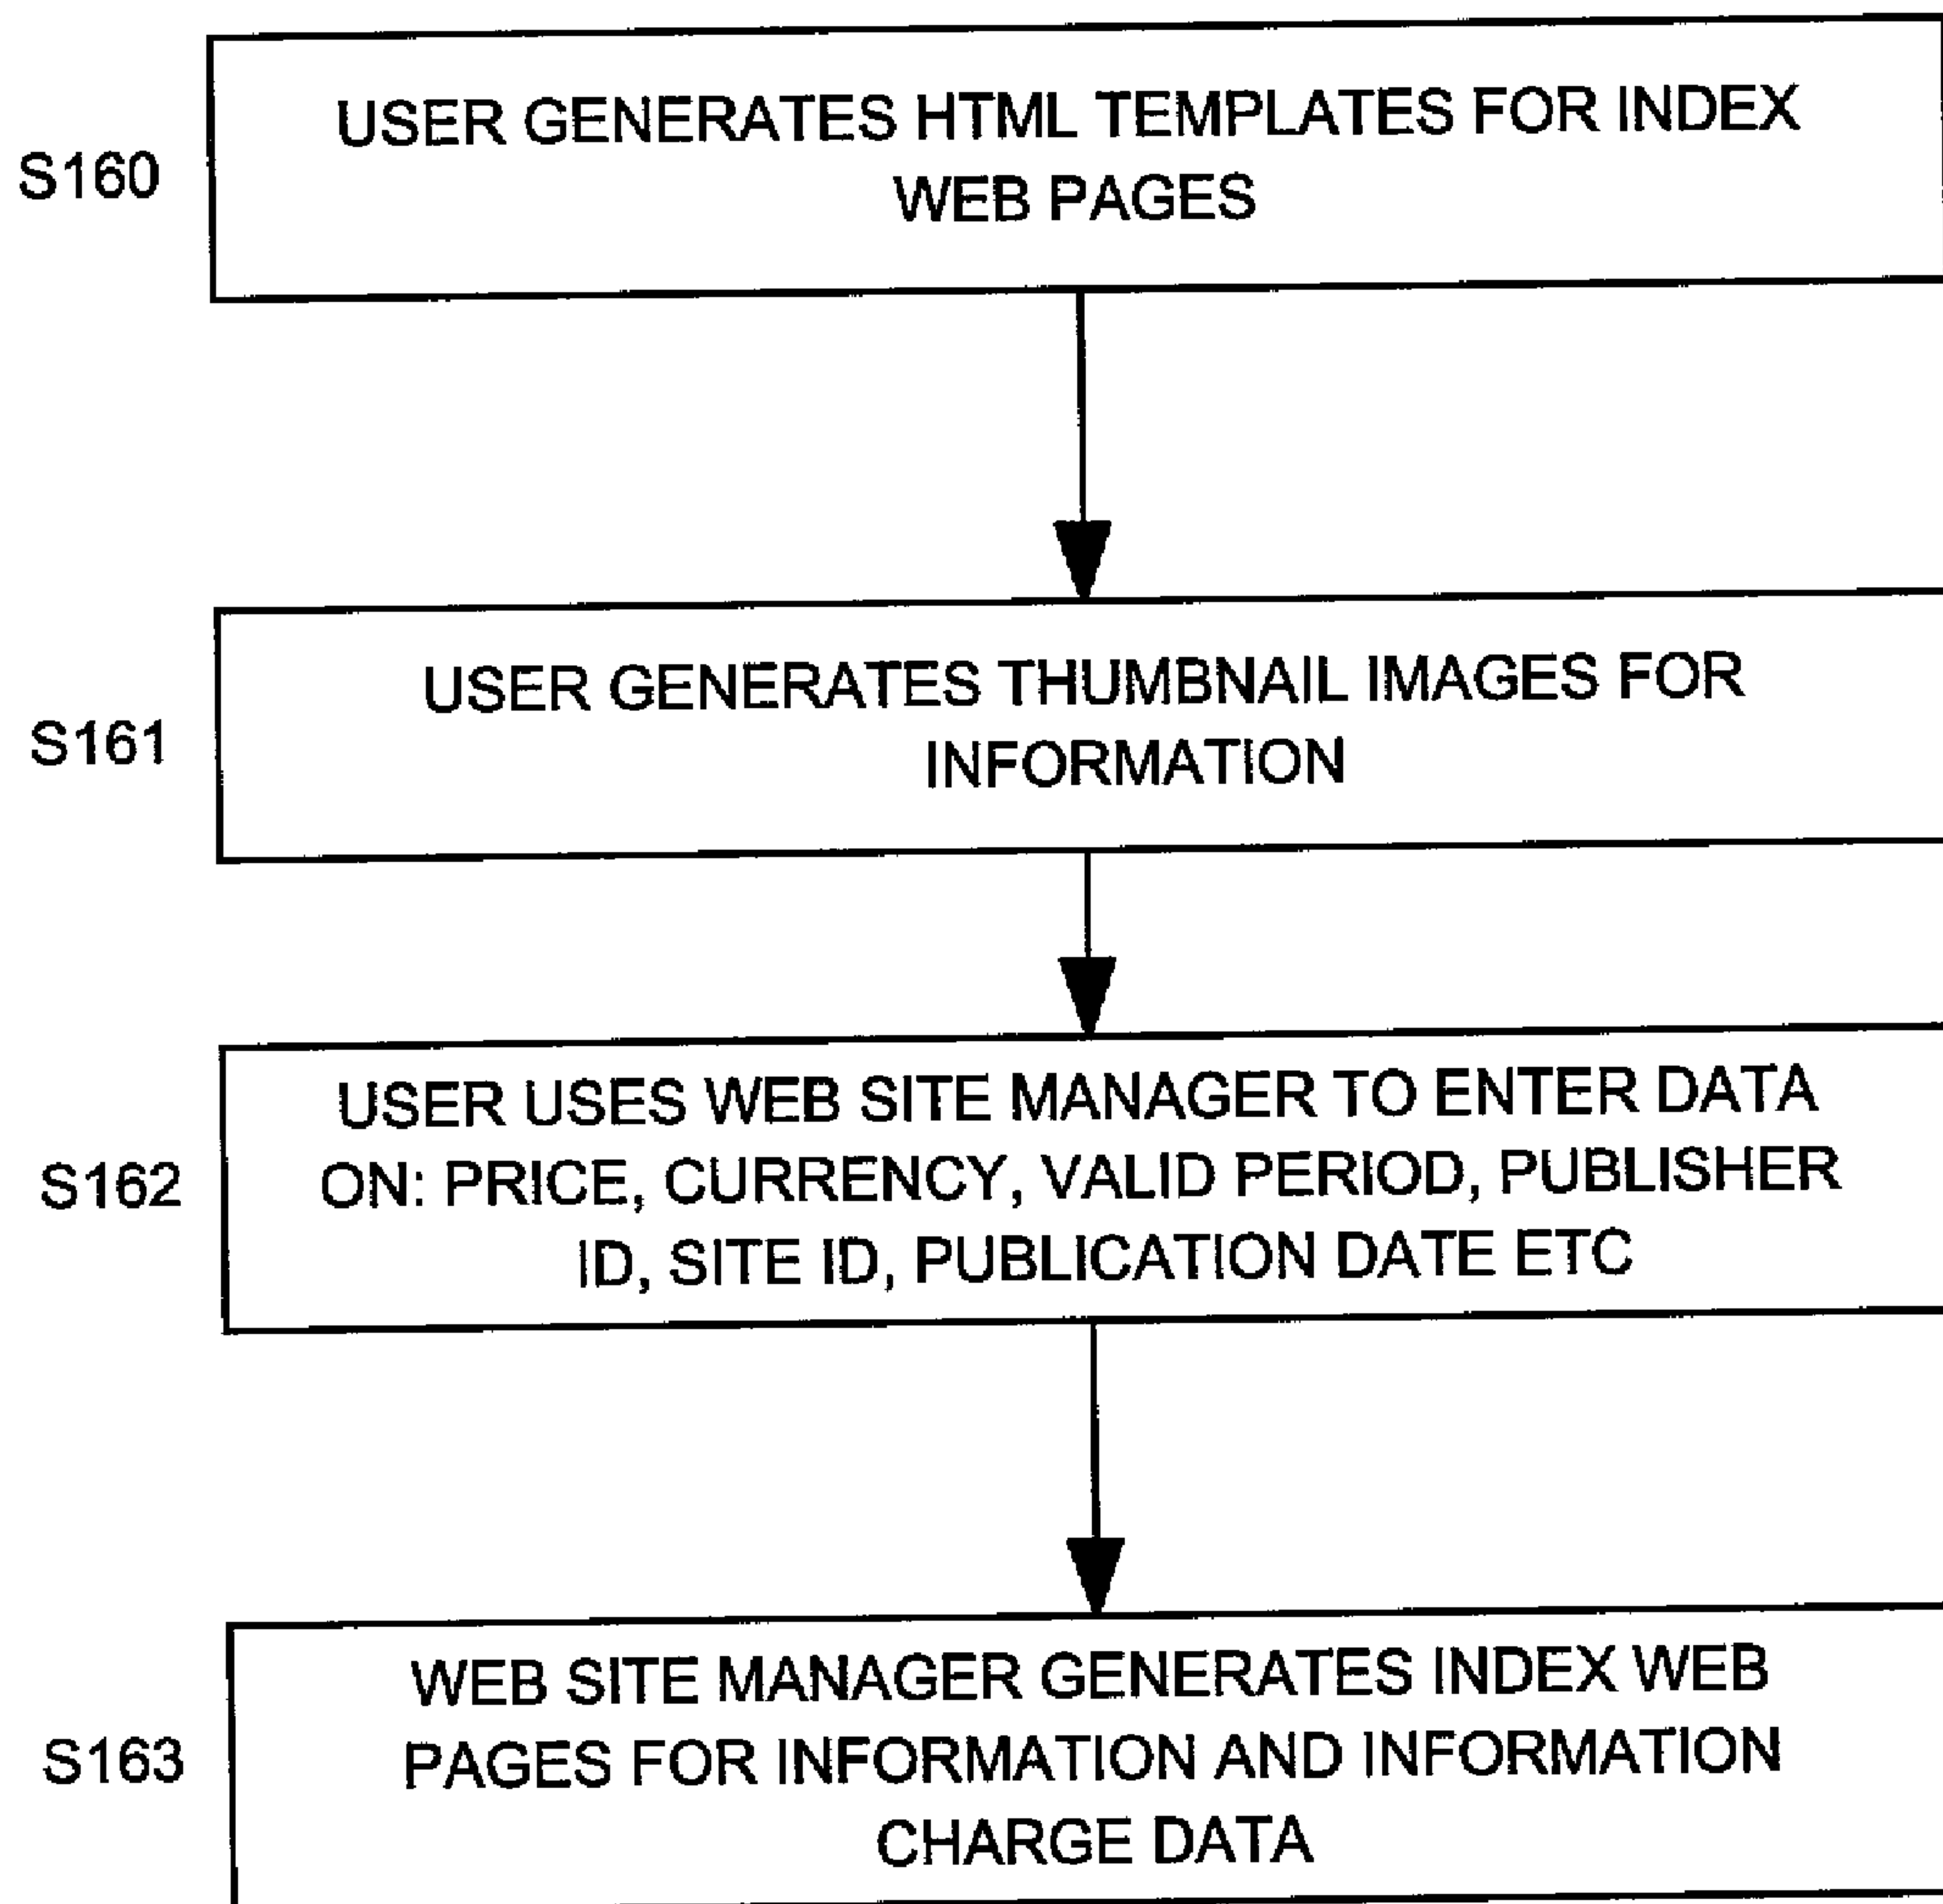 USER GENERATES HTML TEMPLATES FOR INDEX
WEB PAGES
S160
USER GENERATES THUMBNAIL IMAGES FOR
INFORMATION
S161
USER USES WEB SITE MANAGER TO ENTER DATA
ON: PRICE, CURRENCY, VALID PERIOD, PUBLISHER
ID, SITE ID, PUBLICATION DATE ETC
S162
WEB SITE MANAGER GENERATES INDEX WEB
PAGES FOR INFORMATION AND INFORMATION
CHARGE DATA
S163